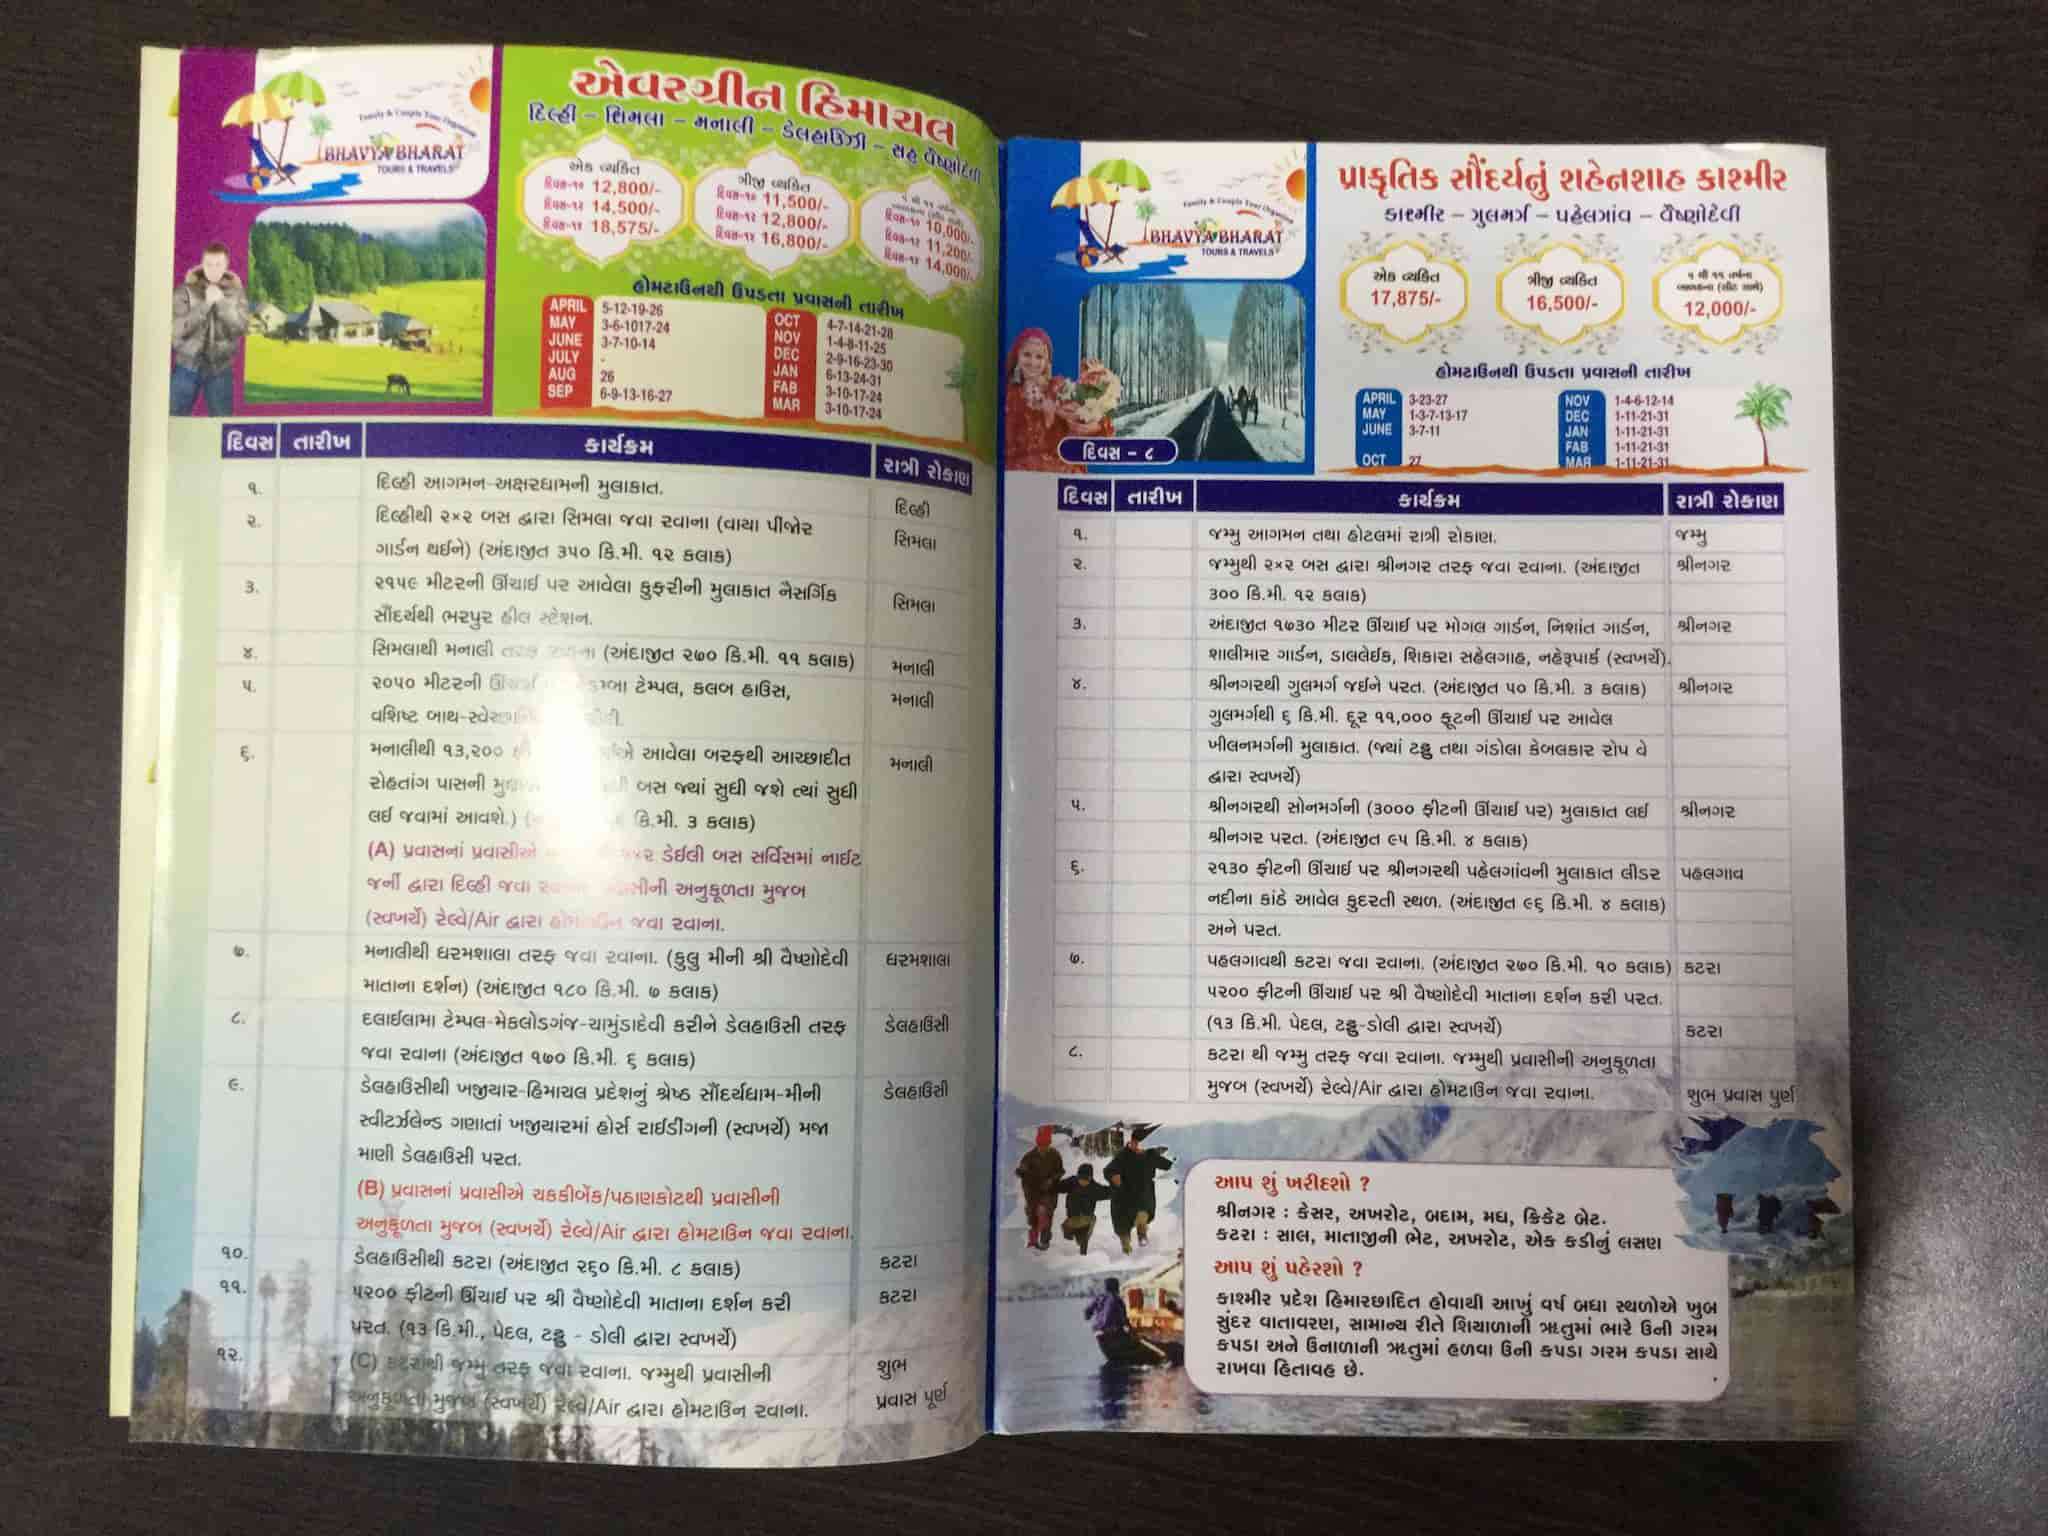 Family & Couple Tour Organizer
BHAVYA BHARAT
TOURS & TRAVELS
એવરગ્રીન હિમાચલ
દિલ્હી – સિમલા – મનાલી – ડેલહાઉઝી – સહ વૈષ્ણોદેવી
એક વ્યકિત
દિવસ-૧૦ 12,800/-
દિવસ-૧૨ 14,500/-
દિવસ-૧૪ 18,575/-
ત્રીજી વ્યકિત
દિવસ-૧૦ 11,500/-
દિવસ-૧૨ 12,800/-
દિવસ-૧૪ 16,800/-
૫ થી ૧૧ વર્ષના
બાળકના (સીટ સાથે)
દિવસ-૧૦ 10,000/-
દિવસ-૧૨ 11,200/-
દિવસ-૧૪ 14,000/-
હોમટાઉનથી ઉપડતા પ્રવાસની તારીખ
APRIL 5-12-19-26
MAY 3-6-1017-24
JUNE 3-7-10-14
JULY -
AUG 26
SEP 6-9-13-16-27
OCT 4-7-14-21-28
NOV 1-4-8-11-25
DEC 2-9-16-23-30
JAN 6-13-24-31
FAB 3-10-17-24
MAR 3-10-17-24
દિવસ તારીખ કાર્યક્રમ રાત્રી રોકાણ
૧. દિલ્હી આગમન-અક્ષરધામની મુલાકાત. દિલ્હી
૨. દિલ્હીથી ૨×૨ બસ દ્વારા સિમલા જવા રવાના (વાયા પીંજોર સિમલા
ગાર્ડન થઈને) (અંદાજીત ૩૫૦ કિ.મી. ૧૨ કલાક)
૩. ૨૧૫૯ મીટરની ઊંચાઈ પર આવેલા કુફરીની મુલાકાત નૈસર્ગિક સિમલા
સૌંદર્યથી ભરપુર હીલ સ્ટેશન.
૪. સિમલાથી મનાલી તરફ રવાના (અંદાજીત ૨૭૦ કિ.મી. ૧૧ કલાક) મનાલી
૫. ૨૦૫૦ મીટરની ટેમ્પલ, કલબ હાઉસ, મનાલી
વશિષ્ટ બાથ
૬. મનાલીથી ૧૩,૨૦૦ આવેલા બરફથી આચ્છાદીત મનાલી
રોહતાંગ પાસની બસ જ્યાં સુધી જશે ત્યાં સુધી
લઈ જવામાં આવશે.) કિ.મી. ૩ કલાક)
(A) પ્રવાસનાં પ્રવાસીએ ડેઈલી બસ સર્વિસમાં નાઈટ
જર્ની દ્વારા દિલ્હી જવા અનુકૂળતા મુજબ
(સ્વખર્ચે) રેલ્વે/Air દ્વારા હોમટાઉન જવા રવાના.
૭. મનાલીથી ધરમશાલા તરફ જવા રવાના. (કુલુ મીની શ્રી વૈષ્ણોદેવી ધરમશાલા
માતાના દર્શન) (અંદાજીત ૧૮૦ કિ.મી. ૭ કલાક)
૮. દલાઈલામા ટેમ્પલ-મેકલોડગંજ-ચામુંડાદેવી કરીને ડેલહાઉસી તરફ ડેલહાઉસી
જવા રવાના (અંદાજીત ૧૭૦ કિ.મી. ૬ કલાક)
૯. ડેલહાઉસીથી ખજીયાર-હિમાચલ પ્રદેશનું શ્રેષ્ઠ સૌંદર્યધામ-મીની ડેલહાઉસી
સ્વીટર્ઝલેન્ડ ગણાતાં ખજીયારમાં હોર્સ રાઈડીંગની (સ્વખર્ચે) મજા
માણી ડેલહાઉસી પરત.
(B) પ્રવાસનાં પ્રવાસીએ ચકકીબેંક/પઠાણકોટથી પ્રવાસીની
અનુકૂળતા મુજબ (સ્વખર્ચે) રેલ્વે/Air દ્વારા હોમટાઉન જવા રવાના.
૧૦. ડેલહાઉસીથી કટરા (અંદાજીત ૨૬૦ કિ.મી. ૮ કલાક) કટરા
૧૧. ૫૨૦૦ ફીટની ઊંચાઈ પર શ્રી વૈષ્ણોદેવી માતાના દર્શન કરી કટરા
પરત. (૧૩ કિ.મી., પેદલ, ટટ્ટુ - ડોલી દ્વારા સ્વખર્ચે)
૧૨. (C) કટરાથી જમ્મુ તરફ જવા રવાના. જમ્મુથી પ્રવાસીની શુભ
અનુકૂળતા મુજબ (સ્વખર્ચે) રેલ્વે/Air દ્વારા હોમટાઉન રવાના. પ્રવાસ પૂર્ણ
Family & Couple Tour Organizer
BHAVYA BHARAT
TOURS & TRAVELS
દિવસ – ૮
પ્રાકૃતિક સૌંદર્યનું શહેનશાહ કાશ્મીર
કાશ્મીર – ગુલમર્ગ – પહેલગાંવ – વૈષ્ણોદેવી
એક વ્યકિત
17,875/-
ત્રીજી વ્યકિત
16,500/-
૫ થી ૧૧ વર્ષના
બાળકના (સીટ સાથે)
12,000/-
હોમટાઉનથી ઉપડતા પ્રવાસની તારીખ
APRIL 3-23-27
MAY 1-3-7-13-17
JUNE 3-7-11
OCT 27
NOV 1-4-6-12-14
DEC 1-11-21-31
JAN 1-11-21-31
FAB 1-11-21-31
MAR 1-11-21-31
દિવસ તારીખ કાર્યક્રમ રાત્રી રોકાણ
૧. જમ્મુ આગમન તથા હોટલમાં રાત્રી રોકાણ. જમ્મુ
૨. જમ્મુથી ૨×૨ બસ દ્વારા શ્રીનગર તરફ જવા રવાના. (અંદાજીત શ્રીનગર
૩૦૦ કિ.મી. ૧૨ કલાક)
૩. અંદાજીત ૧૭૩૦ મીટર ઊંચાઈ પર મોગલ ગાર્ડન, નિશાંત ગાર્ડન, શ્રીનગર
શાલીમાર ગાર્ડન, ડાલલેઈક, શિકારા સહેલગાહ, નહેરૂપાર્ક (સ્વખર્ચે).
૪. શ્રીનગરથી ગુલમર્ગ જઈને પરત. (અંદાજીત ૫૦ કિ.મી. ૩ કલાક) શ્રીનગર
ગુલમર્ગથી ૬ કિ.મી. દૂર ૧૧,૦૦૦ ફૂટની ઊંચાઈ પર આવેલ
ખીલનમર્ગની મુલાકાત. (જ્યાં ટટ્ટુ તથા ગંડોલા કેબલકાર રોપ વે
દ્વારા સ્વખર્ચે)
૫. શ્રીનગરથી સોનમર્ગની (૩૦૦૦ ફીટની ઊંચાઈ પર) મુલાકાત લઈ શ્રીનગર
શ્રીનગર પરત. (અંદાજીત ૯૫ કિ.મી. ૪ કલાક)
૬. ૨૧૩૦ ફીટની ઊંચાઈ પર શ્રીનગરથી પહેલગાંવની મુલાકાત લીડર પહલગાવ
નદીના કાંઠે આવેલ કુદરતી સ્થળ. (અંદાજીત ૯૬ કિ.મી. ૪ કલાક)
અને પરત.
૭. પહલગાવથી કટરા જવા રવાના. (અંદાજીત ૨૭૦ કિ.મી. ૧૦ કલાક) કટરા
૫૨૦૦ ફીટની ઊંચાઈ પર શ્રી વૈષ્ણોદેવી માતાના દર્શન કરી પરત.
(૧૩ કિ.મી. પેદલ, ટટ્ટુ-ડોલી દ્વારા સ્વખર્ચે) કટરા
૮. કટરા થી જમ્મુ તરફ જવા રવાના. જમ્મુથી પ્રવાસીની અનુકૂળતા
મુજબ (સ્વખર્ચે) રેલ્વે/Air દ્વારા હોમટાઉન જવા રવાના. શુભ પ્રવાસ પુર્ણ
આપ શું ખરીદશો ?
શ્રીનગર : કેસર, અખરોટ, બદામ, મધ, ક્રિકેટ બેટ.
કટરા : સાલ, માતાજીની ભેટ, અખરોટ, એક કડીનું લસણ
આપ શું પહેરશો ?
કાશ્મીર પ્રદેશ હિમાચ્છાદિત હોવાથી આખું વર્ષ બધા સ્થળોએ ખુબ
સુંદર વાતાવરણ, સામાન્ય રીતે શિયાળાની ઋતુમાં ભારે ઉની ગરમ
કપડા અને ઉનાળાની ઋતુમાં હળવા ઉની કપડા ગરમ કપડા સાથે
રાખવા હિતાવહ છે.